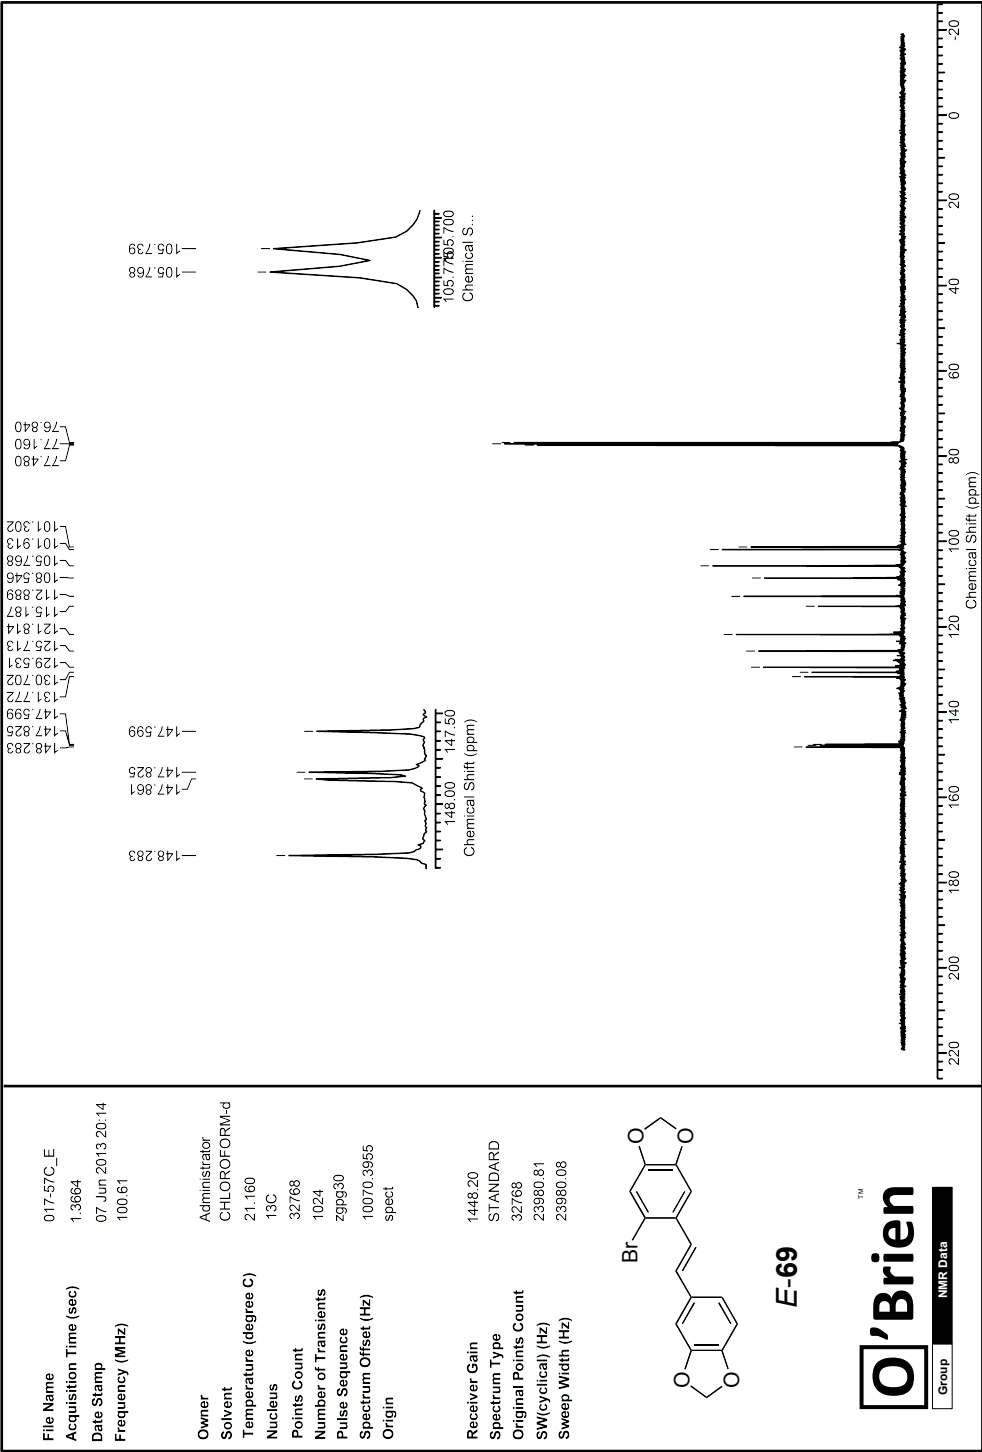 File Name 017-57C_E
Acquisition Time (sec) 1.3664
Date Stamp 07 Jun 2013 20:14
Frequency (MHz) 100.61
Owner Administrator
Solvent CHLOROFORM-d
Temperature (degree C) 21.160
Nucleus 13C
Points Count 32768
Number of Transients 1024
Pulse Sequence zgpg30
Spectrum Offset (Hz) 10070.3955
Origin spect
Receiver Gain 1448.20
Spectrum Type STANDARD
Original Points Count 32768
SW(cyclical) (Hz) 23980.81
Sweep Width (Hz) 23980.08
Br
O
O
O
O
E-69
O'Brien ™
Group NMR Data
148.283
147.825
147.599
131.772
130.702
129.531
125.713
121.814
115.187
112.889
108.546
105.768
101.913
101.302
77.480
77.160
76.840
148.283
147.861
147.825
147.599
148.00 147.50
Chemical Shift (ppm)
105.768
105.739
105.775 105.700
Chemical S...
220 200 180 160 140 120 100 80 60 40 20 0 -20
Chemical Shift (ppm)